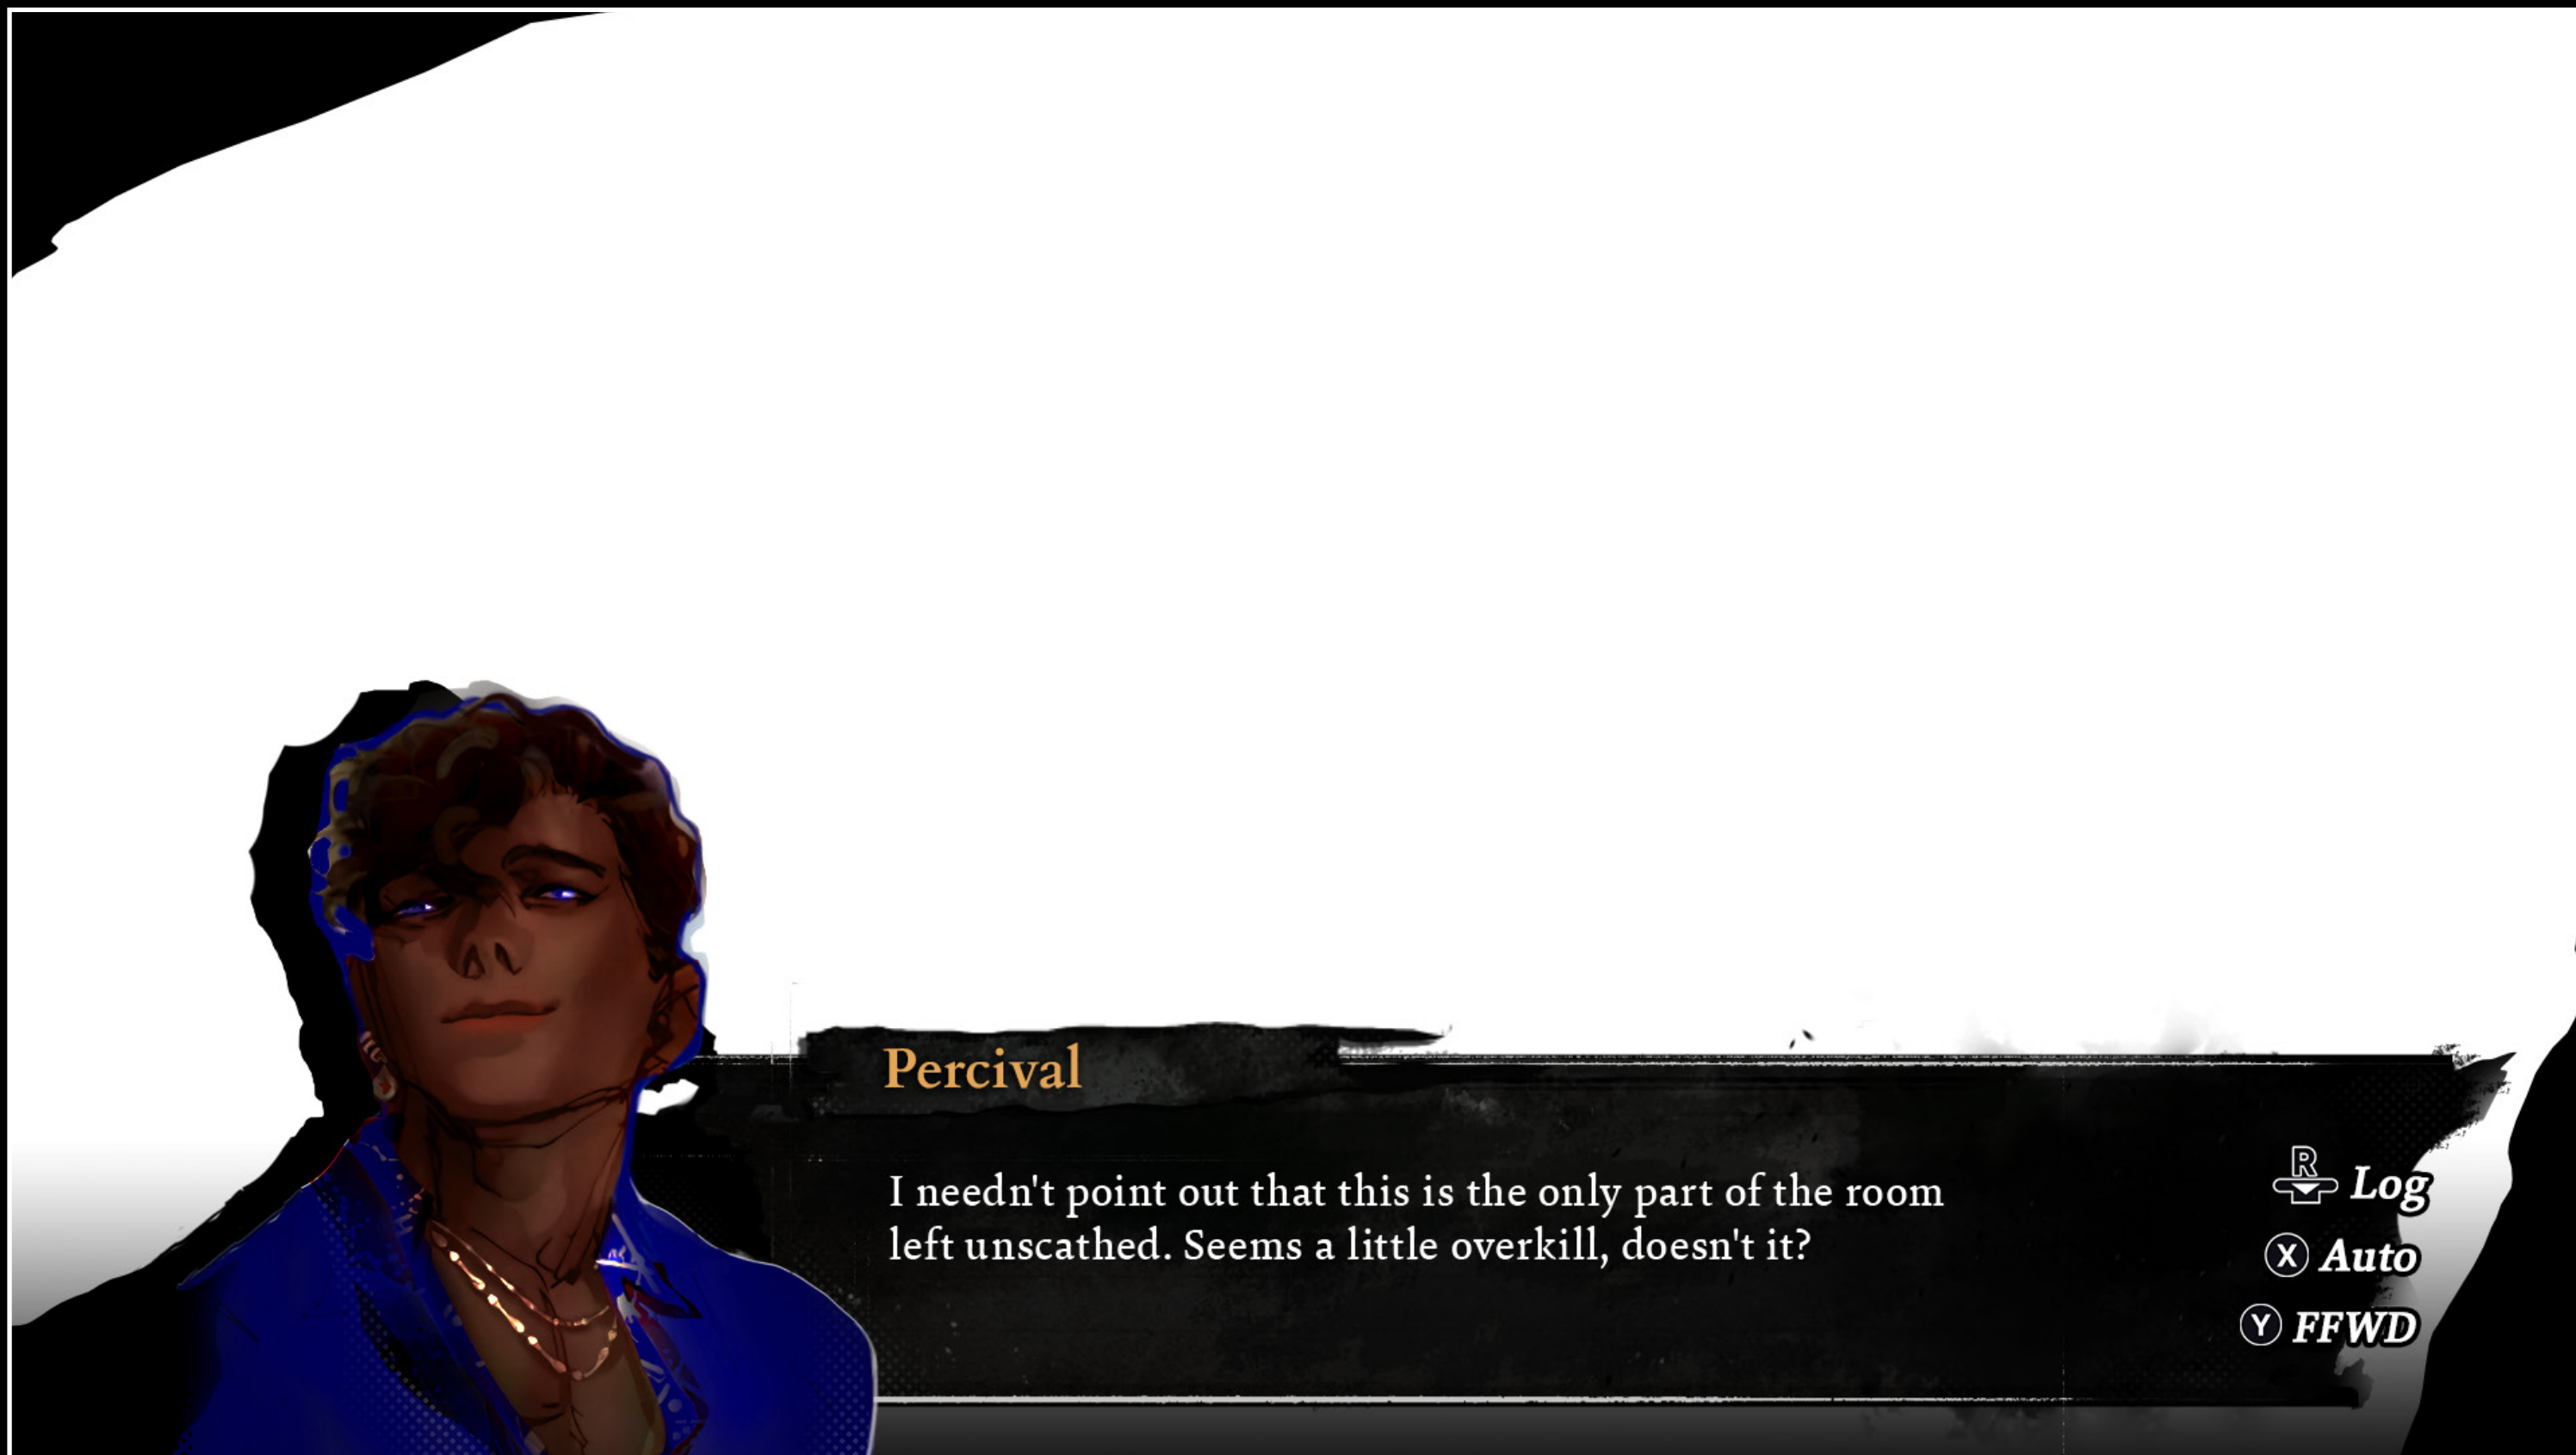 Percival
I needn't point out that this is the only part of the room
left unscathed. Seems a little overkill, doesn't it?
R Log
X Auto
Y FFWD